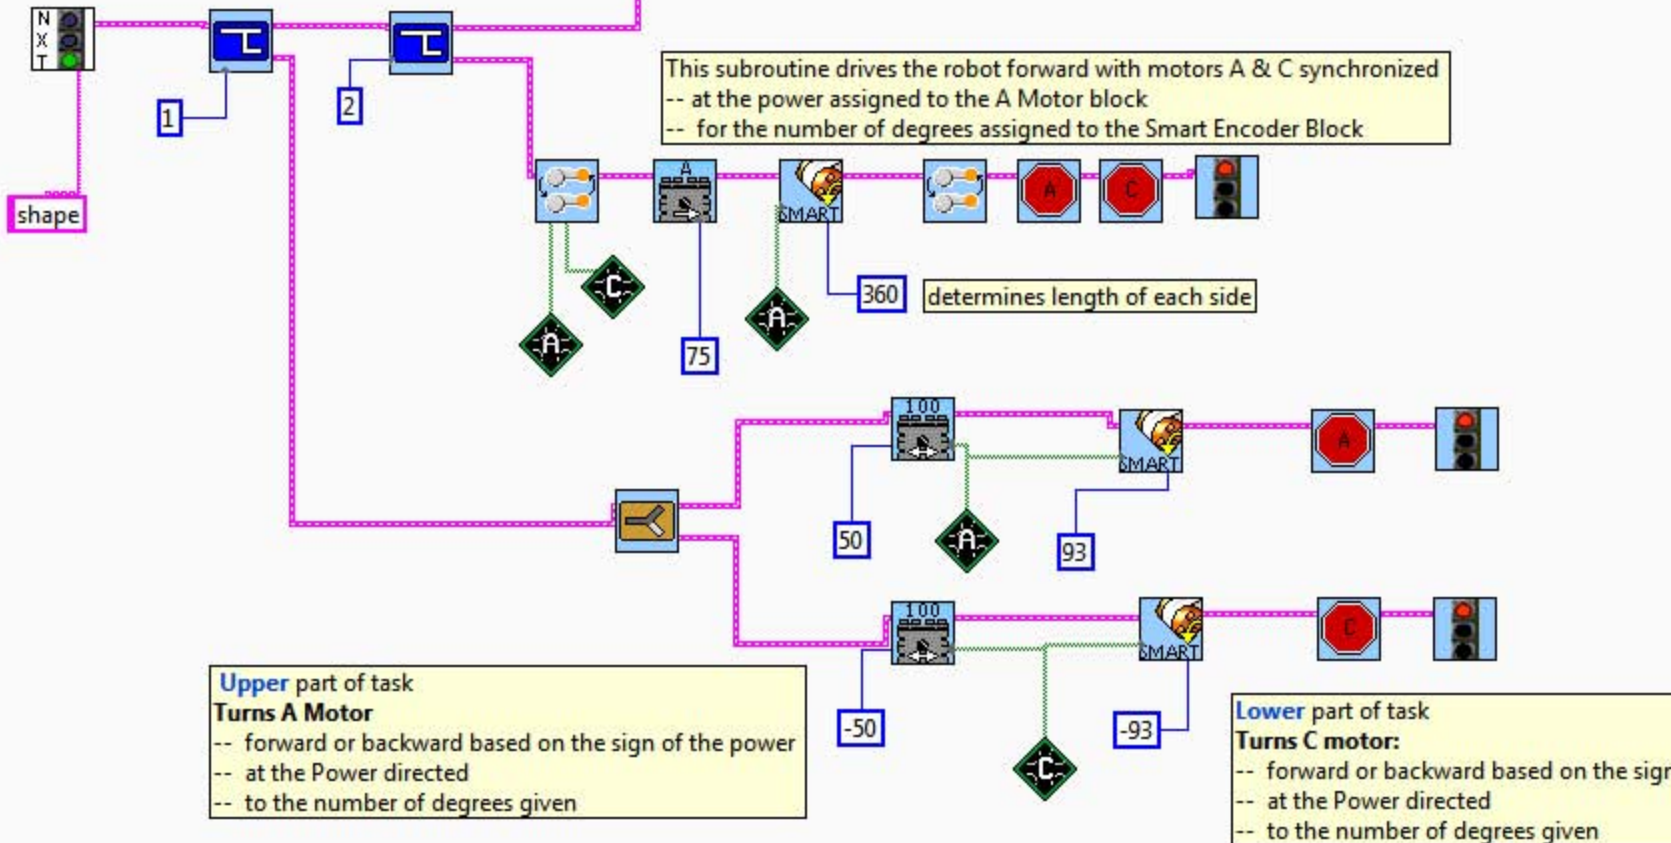 N
X
T
1
2
shape
This subroutine drives the robot forward with motors A & C synchronized
-- at the power assigned to the A Motor block
-- for the number of degrees assigned to the Smart Encoder Block
A
SMART
A
C
C
A
A
75
360
determines length of each side
100
SMART
A
50
A
93
100
SMART
C
-50
C
-93
Upper part of task
Turns A Motor
-- forward or backward based on the sign of the power
-- at the Power directed
-- to the number of degrees given
Lower part of task
Turns C motor:
-- forward or backward based on the sign
-- at the Power directed
-- to the number of degrees given